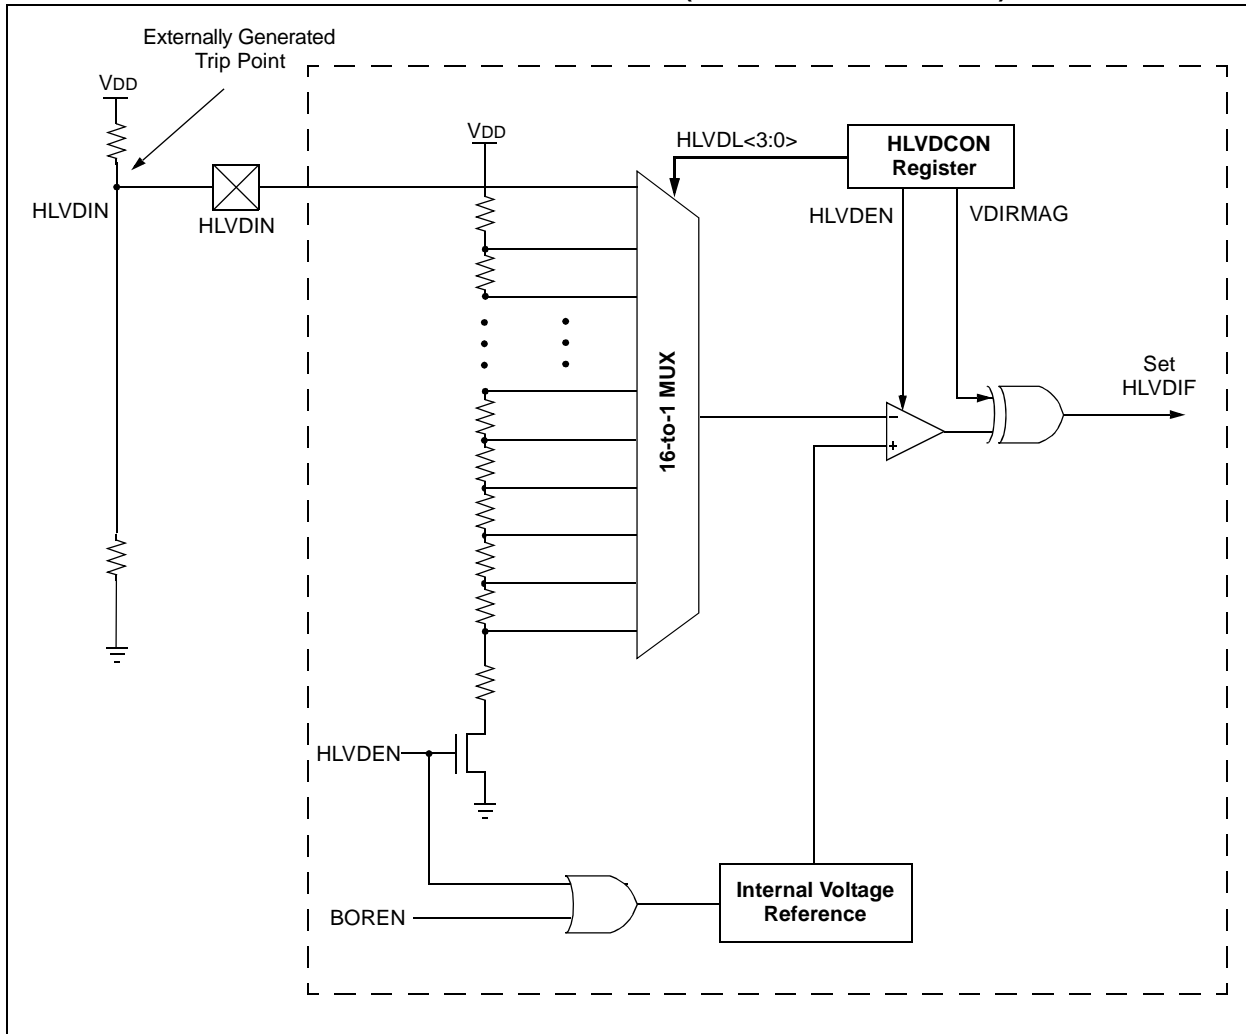 Externally Generated
Trip Point
VDD
VDD
HLVDL<3:0>
HLVDCON
Register
HLVDIN
HLVDIN
HLVDEN
VDIRMAG
16-to-1 MUX
Set
HLVDIF
–
+
HLVDEN
BOREN
Internal Voltage
Reference